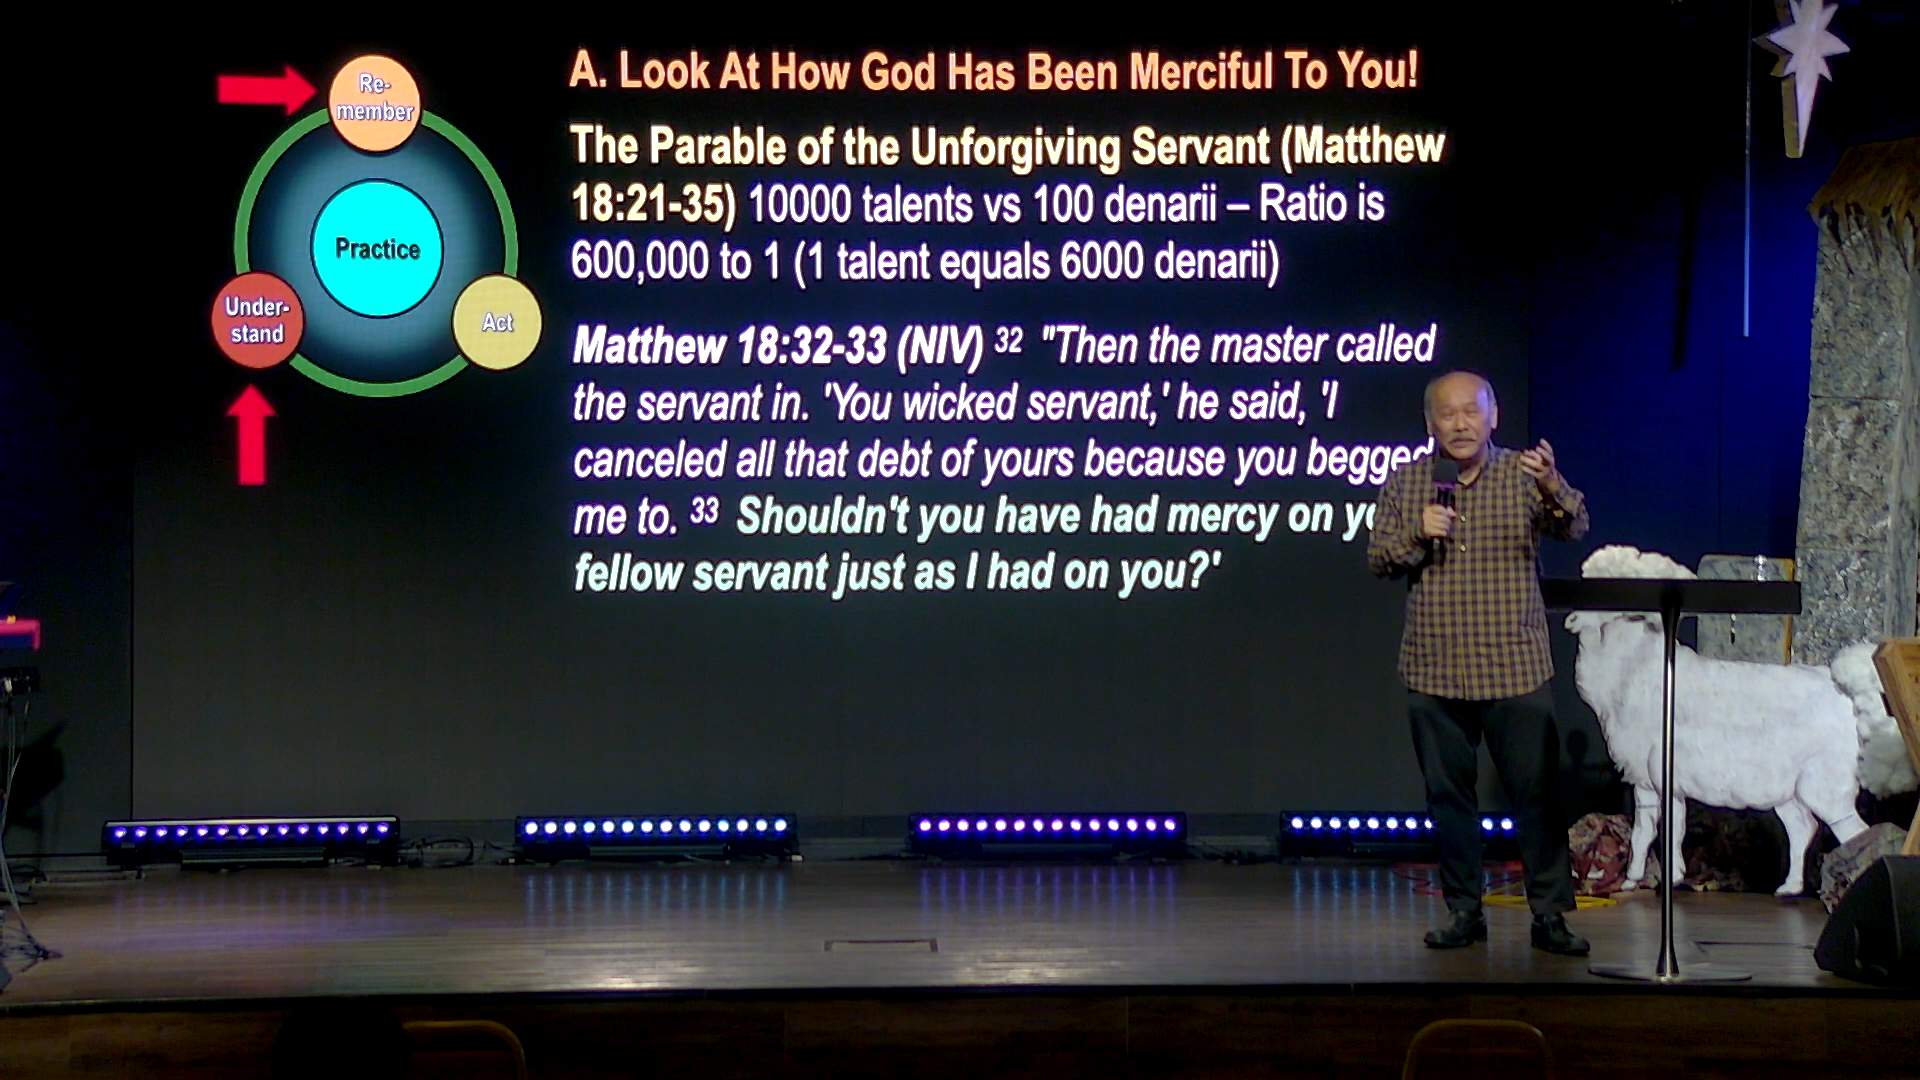 Re-
member
Practice
Under-
stand
Act
A. Look At How God Has Been Merciful To You!
The Parable of the Unforgiving Servant (Matthew
18:21-35) 10000 talents vs 100 denarii – Ratio is
600,000 to 1 (1 talent equals 6000 denarii)
Matthew 18:32-33 (NIV) 32 "Then the master called
the servant in. 'You wicked servant,' he said, 'I
canceled all that debt of yours because you begged
me to. 33 Shouldn't you have had mercy on
fellow servant just as I had on you?'